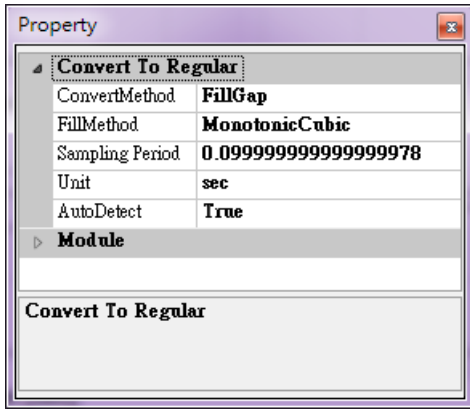 Property
Convert To Regular
ConvertMethod FillGap
FillMethod MonotonicCubic
Sampling Period 0.099999999999999978
Unit sec
AutoDetect True
Module
Convert To Regular